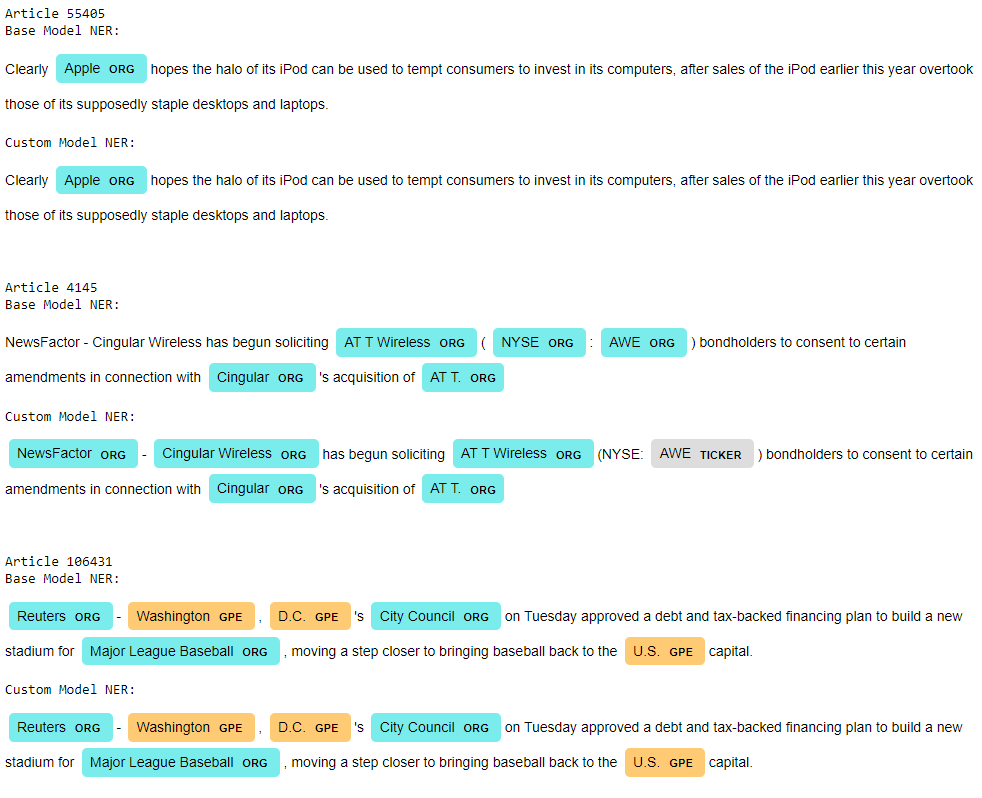 Article 55405
Base Model NER:
Clearly Apple ORG hopes the halo of its iPod can be used to tempt consumers to invest in its computers, after sales of the iPod earlier this year overtook
those of its supposedly staple desktops and laptops.
Custom Model NER:
Clearly Apple ORG hopes the halo of its iPod can be used to tempt consumers to invest in its computers, after sales of the iPod earlier this year overtook
those of its supposedly staple desktops and laptops.
Article 4145
Base Model NER:
NewsFactor - Cingular Wireless has begun soliciting AT T Wireless ORG ( NYSE ORG : AWE ORG ) bondholders to consent to certain
amendments in connection with Cingular ORG 's acquisition of AT T. ORG
Custom Model NER:
NewsFactor ORG - Cingular Wireless ORG has begun soliciting AT T Wireless ORG (NYSE: AWE TICKER ) bondholders to consent to certain
amendments in connection with Cingular ORG 's acquisition of AT T. ORG
Article 106431
Base Model NER:
Reuters ORG - Washington GPE , D.C. GPE 's City Council ORG on Tuesday approved a debt and tax-backed financing plan to build a new
stadium for Major League Baseball ORG , moving a step closer to bringing baseball back to the U.S. GPE capital.
Custom Model NER:
Reuters ORG - Washington GPE , D.C. GPE 's City Council ORG on Tuesday approved a debt and tax-backed financing plan to build a new
stadium for Major League Baseball ORG , moving a step closer to bringing baseball back to the U.S. GPE capital.